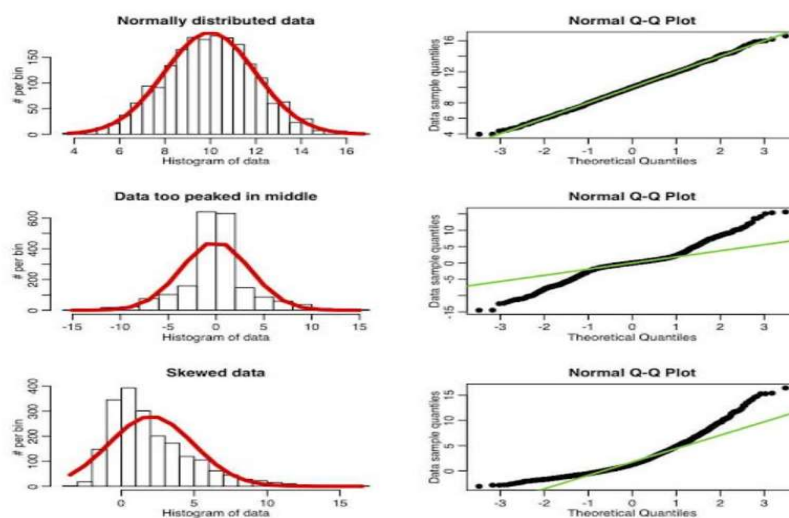 Normally distributed data
# per bin
0 50 100 150
4 6 8 10 12 14 16
Histogram of data
Normal Q-Q Plot
Data sample quantiles
4 8 12 16
-3 -2 -1 0 1 2 3
Theoretical Quantiles
Data too peaked in middle
# per bin
0 200 400 600
-15 -10 -5 0 5 10 15
Histogram of data
Normal Q-Q Plot
Data sample quantiles
-15 -5 0 5 15
-3 -2 -1 0 1 2 3
Theoretical Quantiles
Skewed data
# per bin
0 100 200 300 400
0 5 10 15
Histogram of data
Normal Q-Q Plot
Data sample quantiles
0 5 10 15
-3 -2 -1 0 1 2 3
Theoretical Quantiles